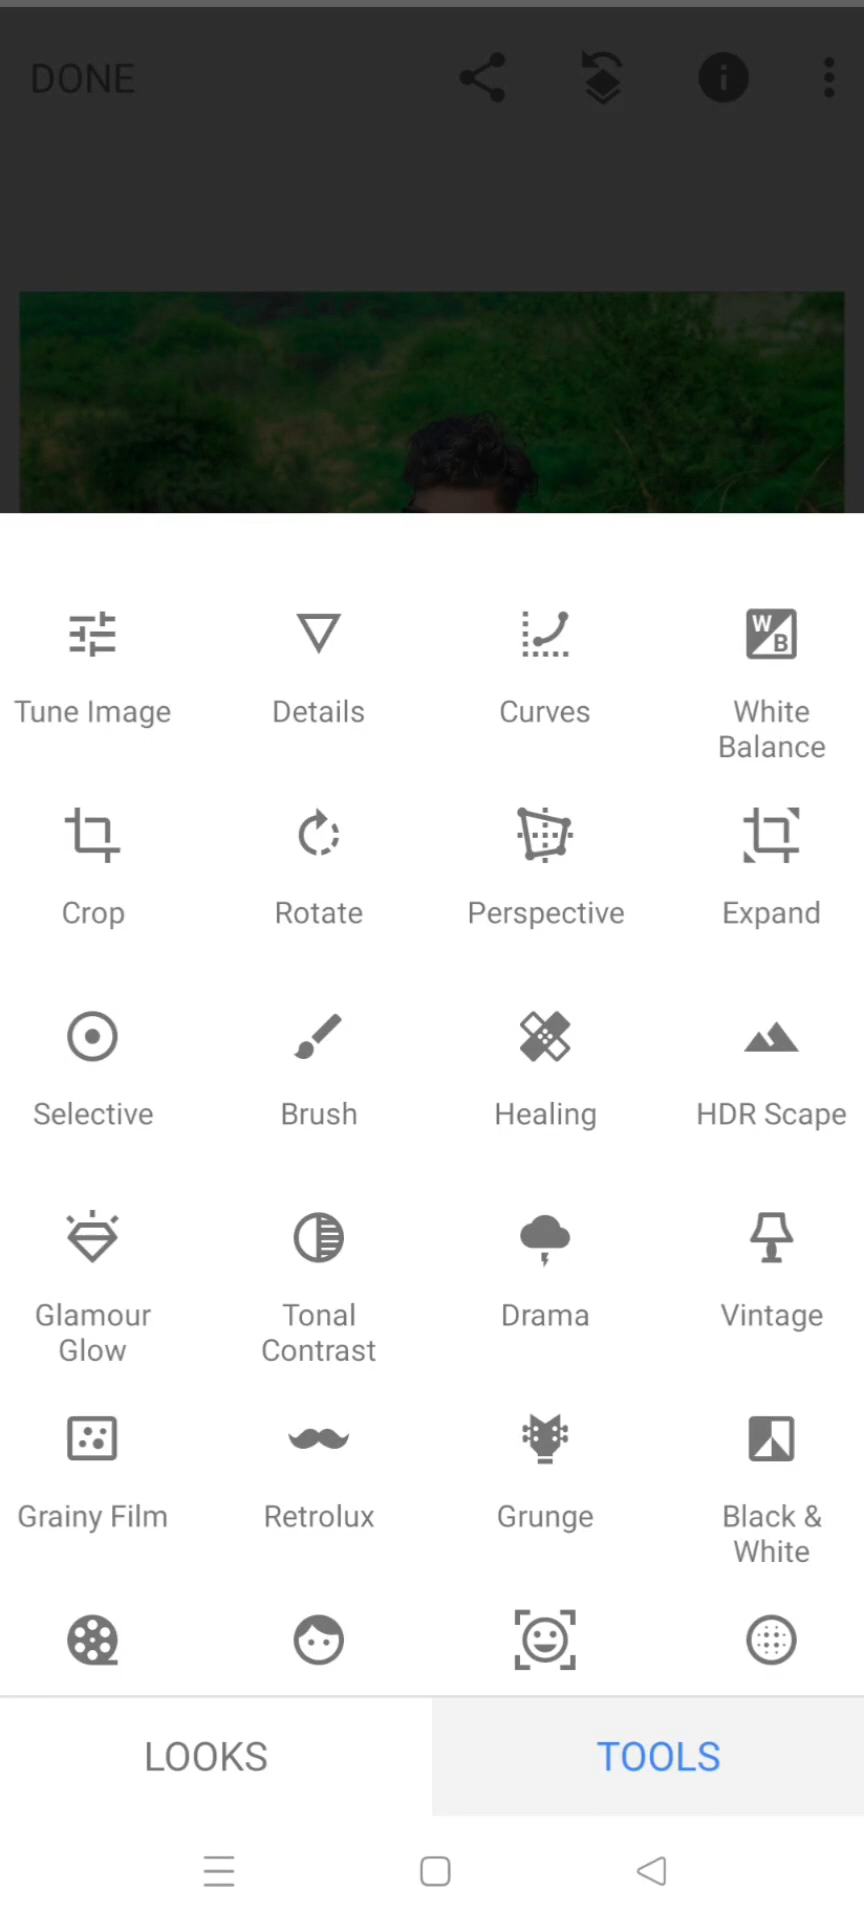 DONE
Tune Image
Details
Curves
White
Balance
Crop
Rotate
Perspective
Expand
Selective
Brush
Healing
HDR Scape
Glamour
Glow
Tonal
Contrast
Drama
Vintage
Grainy Film
Retrolux
Grunge
Black &
White
LOOKS
TOOLS